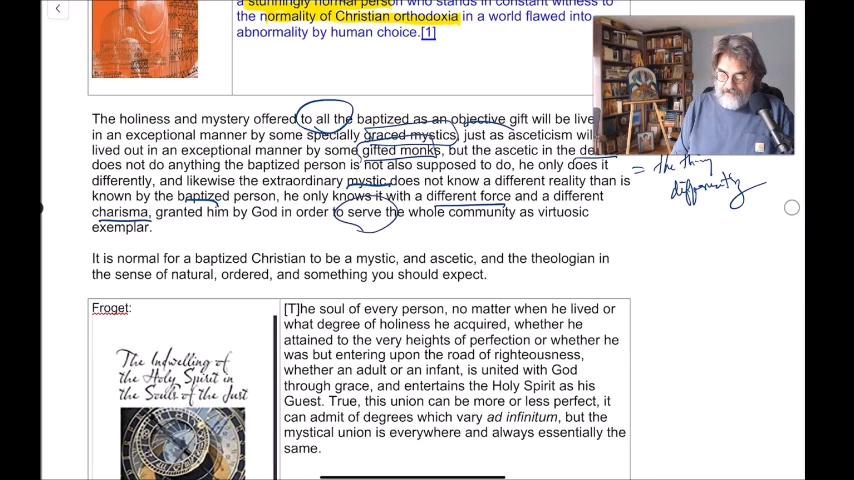 a stunningly normal person who stands in constant witness to
the normality of Christian orthodoxia in a world flawed into
abnormality by human choice.[1]
The holiness and mystery offered to all the baptized as an objective gift will be live
in an exceptional manner by some specially graced mystics, just as asceticism will
lived out in an exceptional manner by some gifted monks, but the ascetic in the
does not do anything the baptized person is not also supposed to do, he only does it
differently, and likewise the extraordinary mystic does not know a different reality than is
known by the baptized person, he only knows it with a different force and a different
charisma, granted him by God in order to serve the whole community as virtuosic
exemplar.
= the thing
differently
It is normal for a baptized Christian to be a mystic, and ascetic, and the theologian in
the sense of natural, ordered, and something you should expect.
Froget:
The Indwelling of
the Holy Spirit in
the Souls of the Just
[T]he soul of every person, no matter when he lived or
what degree of holiness he acquired, whether he
attained to the very heights of perfection or whether he
was but entering upon the road of righteousness,
whether an adult or an infant, is united with God
through grace, and entertains the Holy Spirit as his
Guest. True, this union can be more or less perfect, it
can admit of degrees which vary ad infinitum, but the
mystical union is everywhere and always essentially the
same.